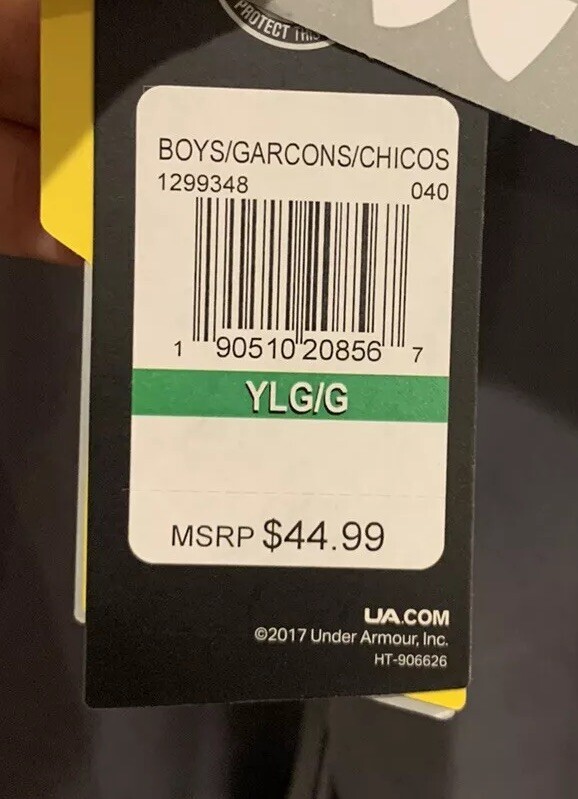 PROTECT THIS
BOYS/GARCONS/CHICOS
1299348 040
1 90510 20856 7
YLG/G
MSRP $44.99
UA.COM
©2017 Under Armour, Inc.
HT-906626